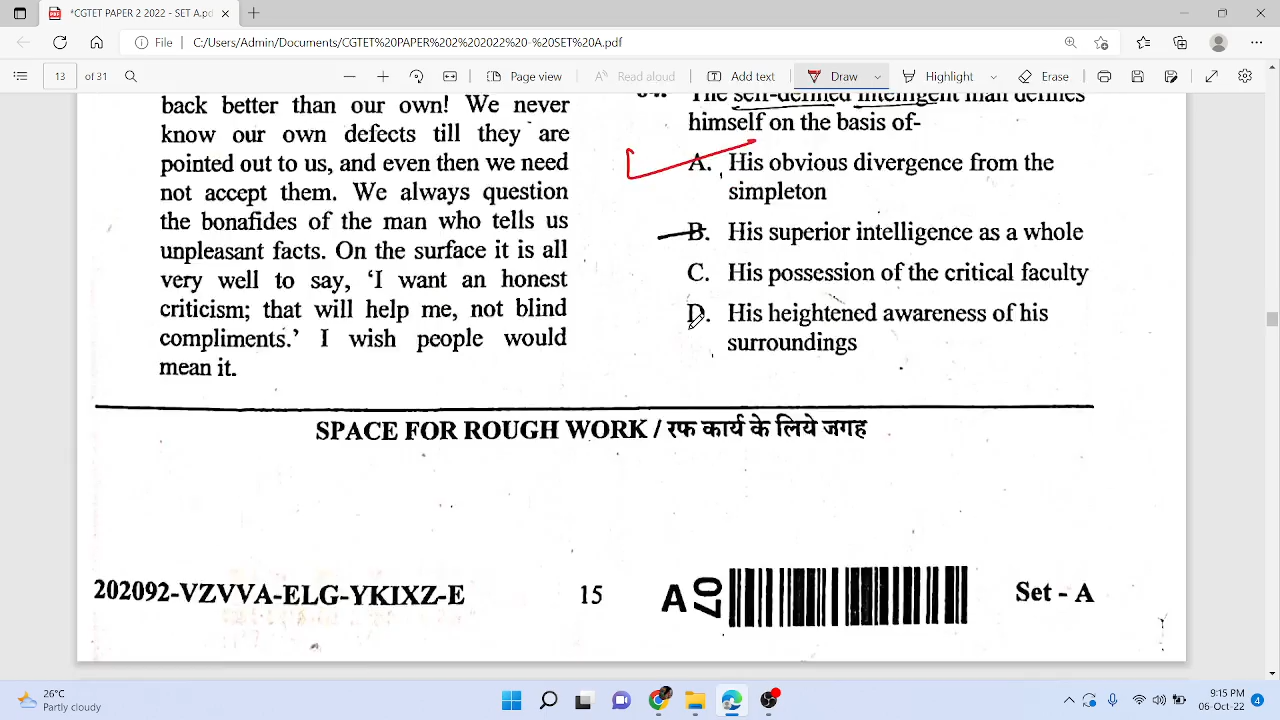 *CGTET PAPER 2 2022 - SET A.pdf
File
C:/Users/Admin/Documents/CGTET%20PAPER%202%202022%20-%20SET%20A.pdf
13 of 31
Page view
Read aloud
Add text
Draw
Highlight
Erase
back better than our own! We never
know our own defects till they are
pointed out to us, and even then we need
not accept them. We always question
the bonafides of the man who tells us
unpleasant facts. On the surface it is all
very well to say, ‘I want an honest
criticism; that will help me, not blind
compliments.’ I wish people would
mean it.
The self-defined intelligent man defines
himself on the basis of-
A. His obvious divergence from the
simpleton
B. His superior intelligence as a whole
C. His possession of the critical faculty
D. His heightened awareness of his
surroundings
SPACE FOR ROUGH WORK / रफ कार्य के लिये जगह
202092-VZVVA-ELG-YKIXZ-E
15
A 07
Set - A
26°C
Partly cloudy
9:15 PM
06-Oct-22
4